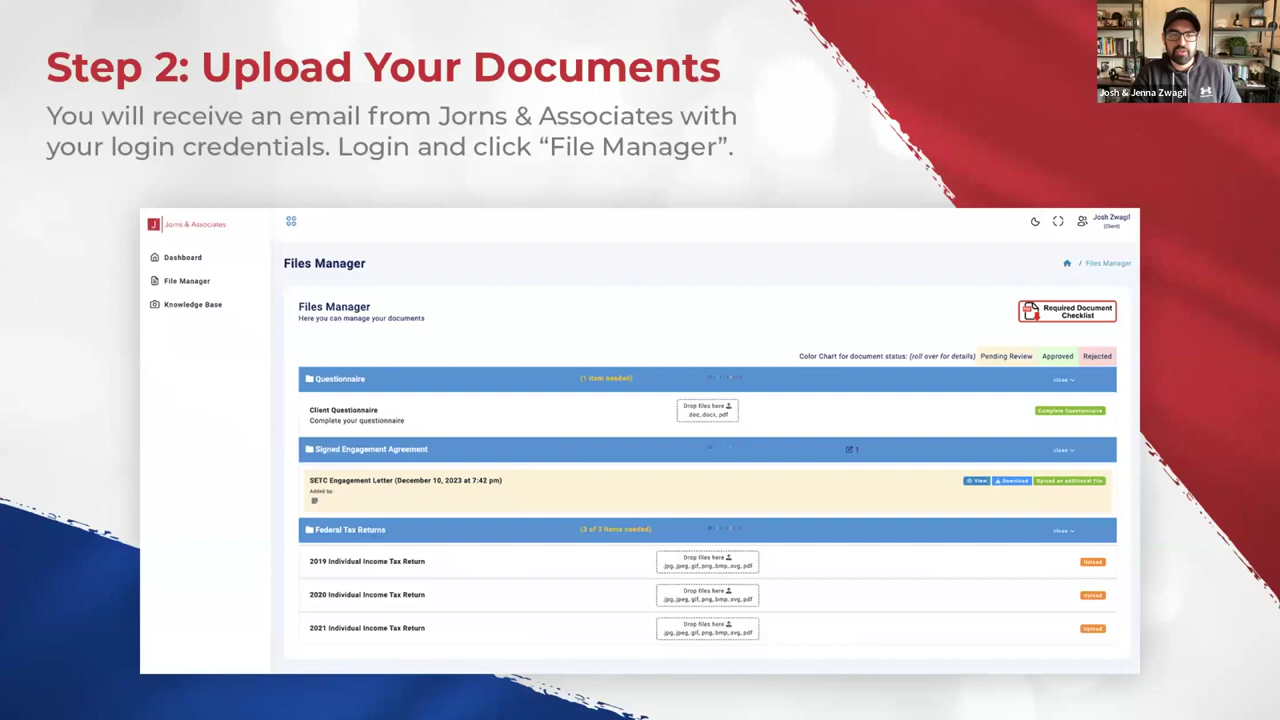 Step 2: Upload Your Documents
You will receive an email from Jorns & Associates with
your login credentials. Login and click “File Manager”.
Josh & Jenna Zwagil
J Jorns & Associates
Josh Zwagil
(Client)
Dashboard
File Manager
Knowledge Base
Files Manager
/ Files Manager
Files Manager
Here you can manage your documents
Required Document
Checklist
Color Chart for document status: (roll over for details) Pending Review Approved Rejected
Questionnaire (1 item needed) close
Client Questionnaire
Complete your questionnaire
Drop files here
doc, docx, pdf
Complete Questionnaire
Signed Engagement Agreement 1 close
SETC Engagement Letter (December 10, 2023 at 7:42 pm)
Added by:
View Download Upload an additional file
Federal Tax Returns (3 of 3 items needed) close
2019 Individual Income Tax Return
Drop files here
.jpg,.jpeg,.gif,.png,.bmp,.svg,.pdf
Upload
2020 Individual Income Tax Return
Drop files here
.jpg,.jpeg,.gif,.png,.bmp,.svg,.pdf
Upload
2021 Individual Income Tax Return
Drop files here
.jpg,.jpeg,.gif,.png,.bmp,.svg,.pdf
Upload